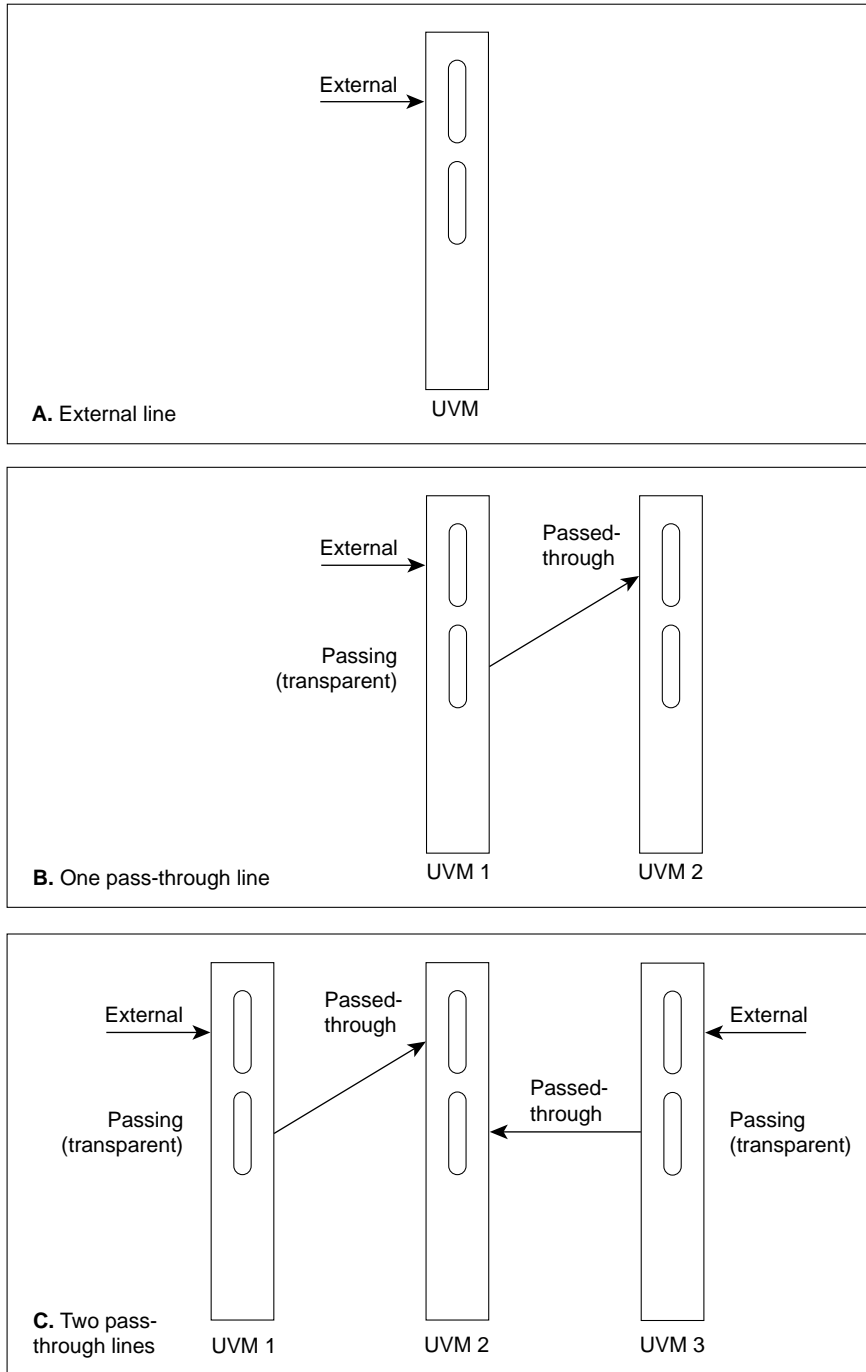 External
UVM
A. External line
External
Passed-
through
Passing
(transparent)
UVM 1
UVM 2
B. One pass-through line
External
Passed-
through
External
Passing
(transparent)
Passed-
through
Passing
(transparent)
C. Two pass-
through lines
UVM 1
UVM 2
UVM 3